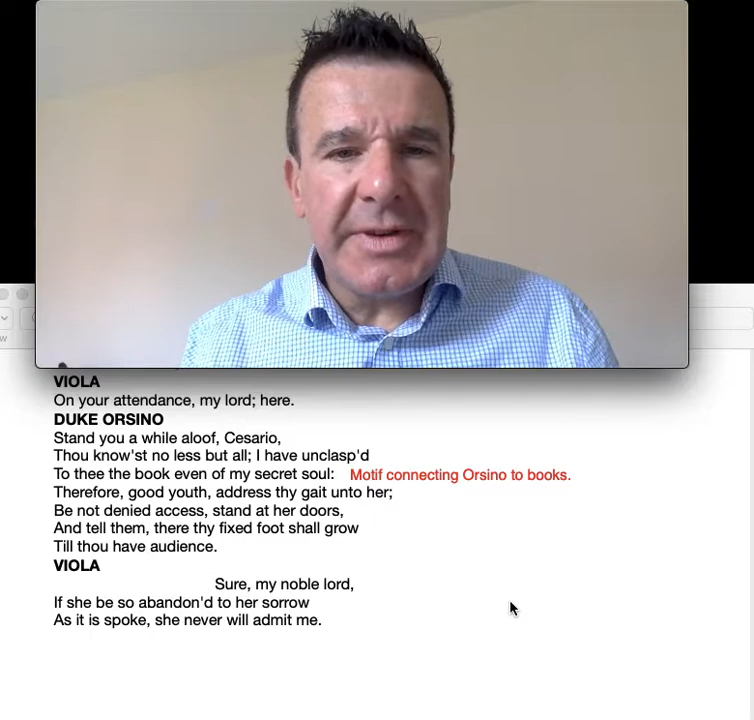 VIOLA
On your attendance, my lord; here.
DUKE ORSINO
Stand you a while aloof, Cesario,
Thou know'st no less but all; I have unclasp'd
To thee the book even of my secret soul: Motif connecting Orsino to books.
Therefore, good youth, address thy gait unto her;
Be not denied access, stand at her doors,
And tell them, there thy fixed foot shall grow
Till thou have audience.
VIOLA
Sure, my noble lord,
If she be so abandon'd to her sorrow
As it is spoke, she never will admit me.